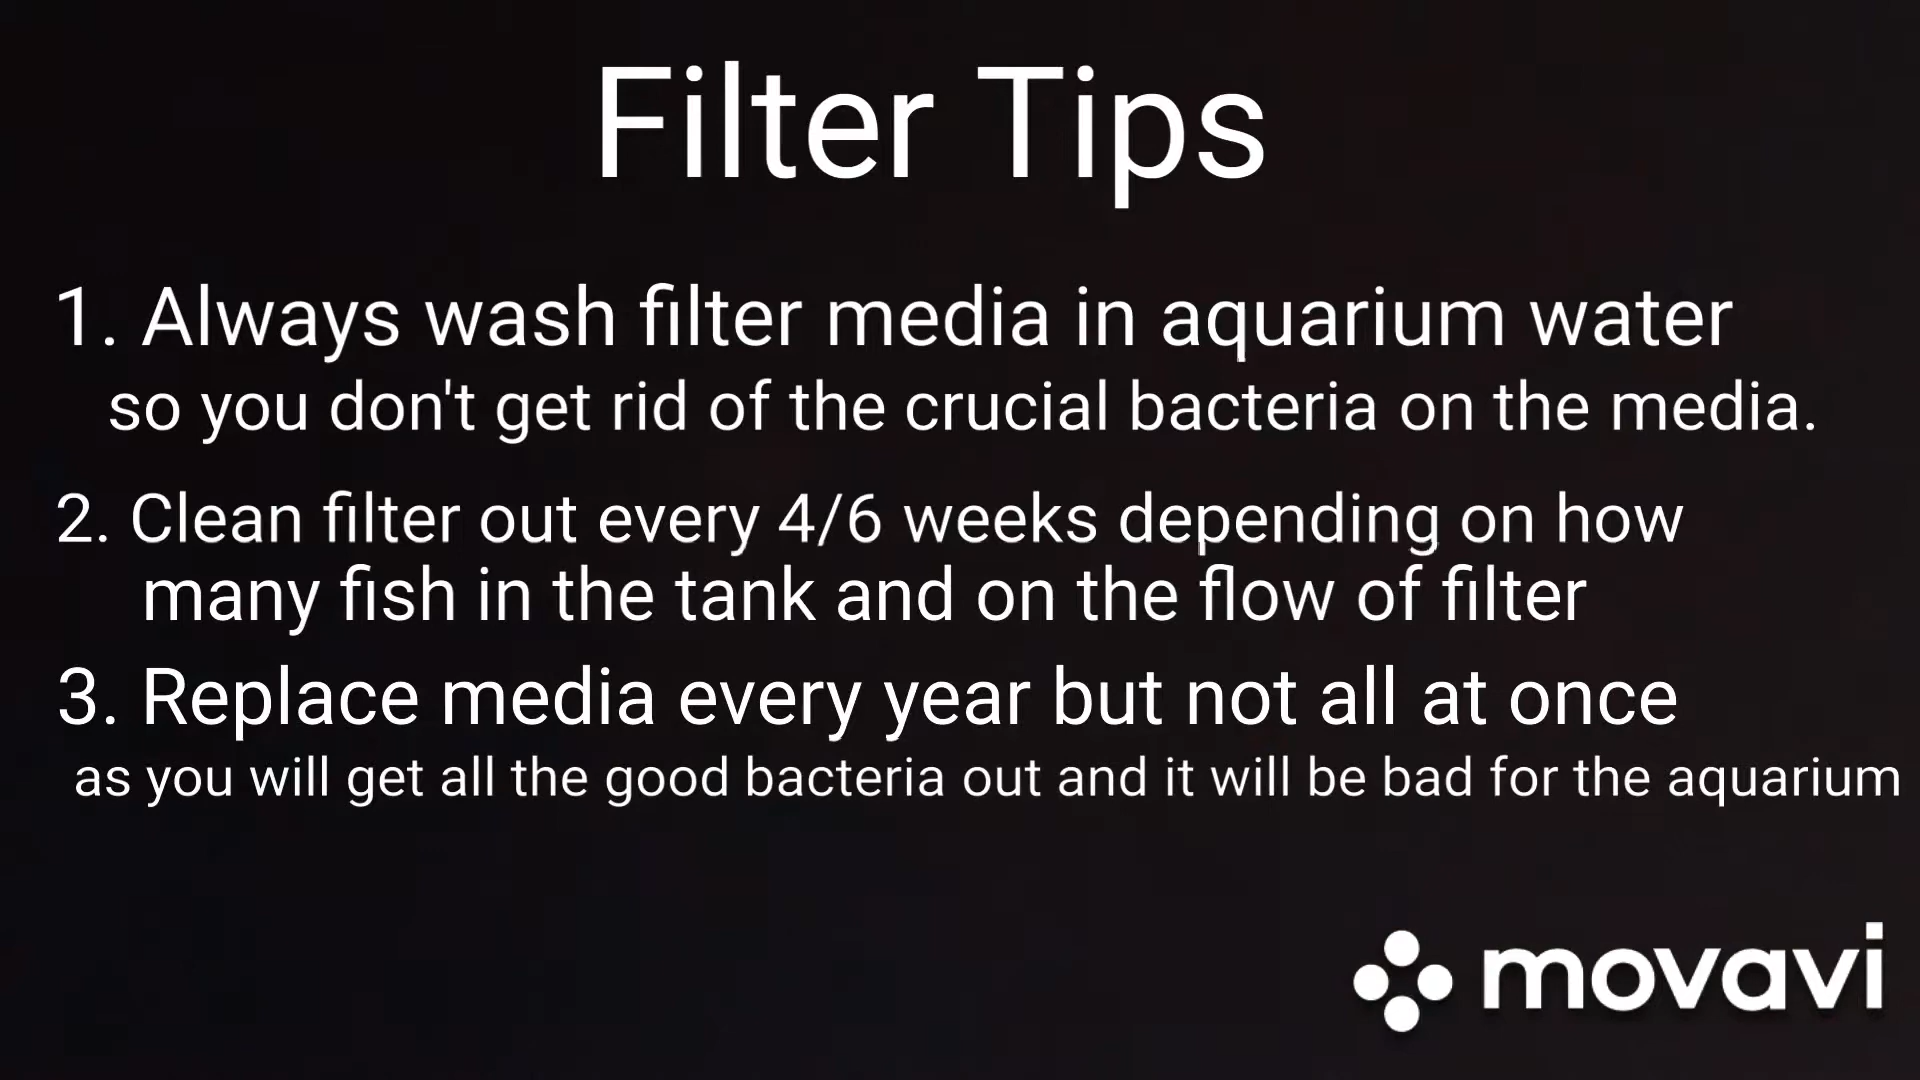 Filter Tips
1. Always wash filter media in aquarium water
so you don't get rid of the crucial bacteria on the media.
2. Clean filter out every 4/6 weeks depending on how
many fish in the tank and on the flow of filter
3. Replace media every year but not all at once
as you will get all the good bacteria out and it will be bad for the aquarium
movavi